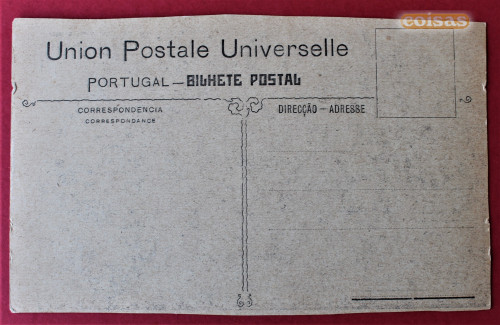 coisas
Union Postale Universelle
PORTUGAL—BILHETE POSTAL
CORRESPONDENCIA
CORRESPONDANCE
DIRECÇÃO—ADRESSE